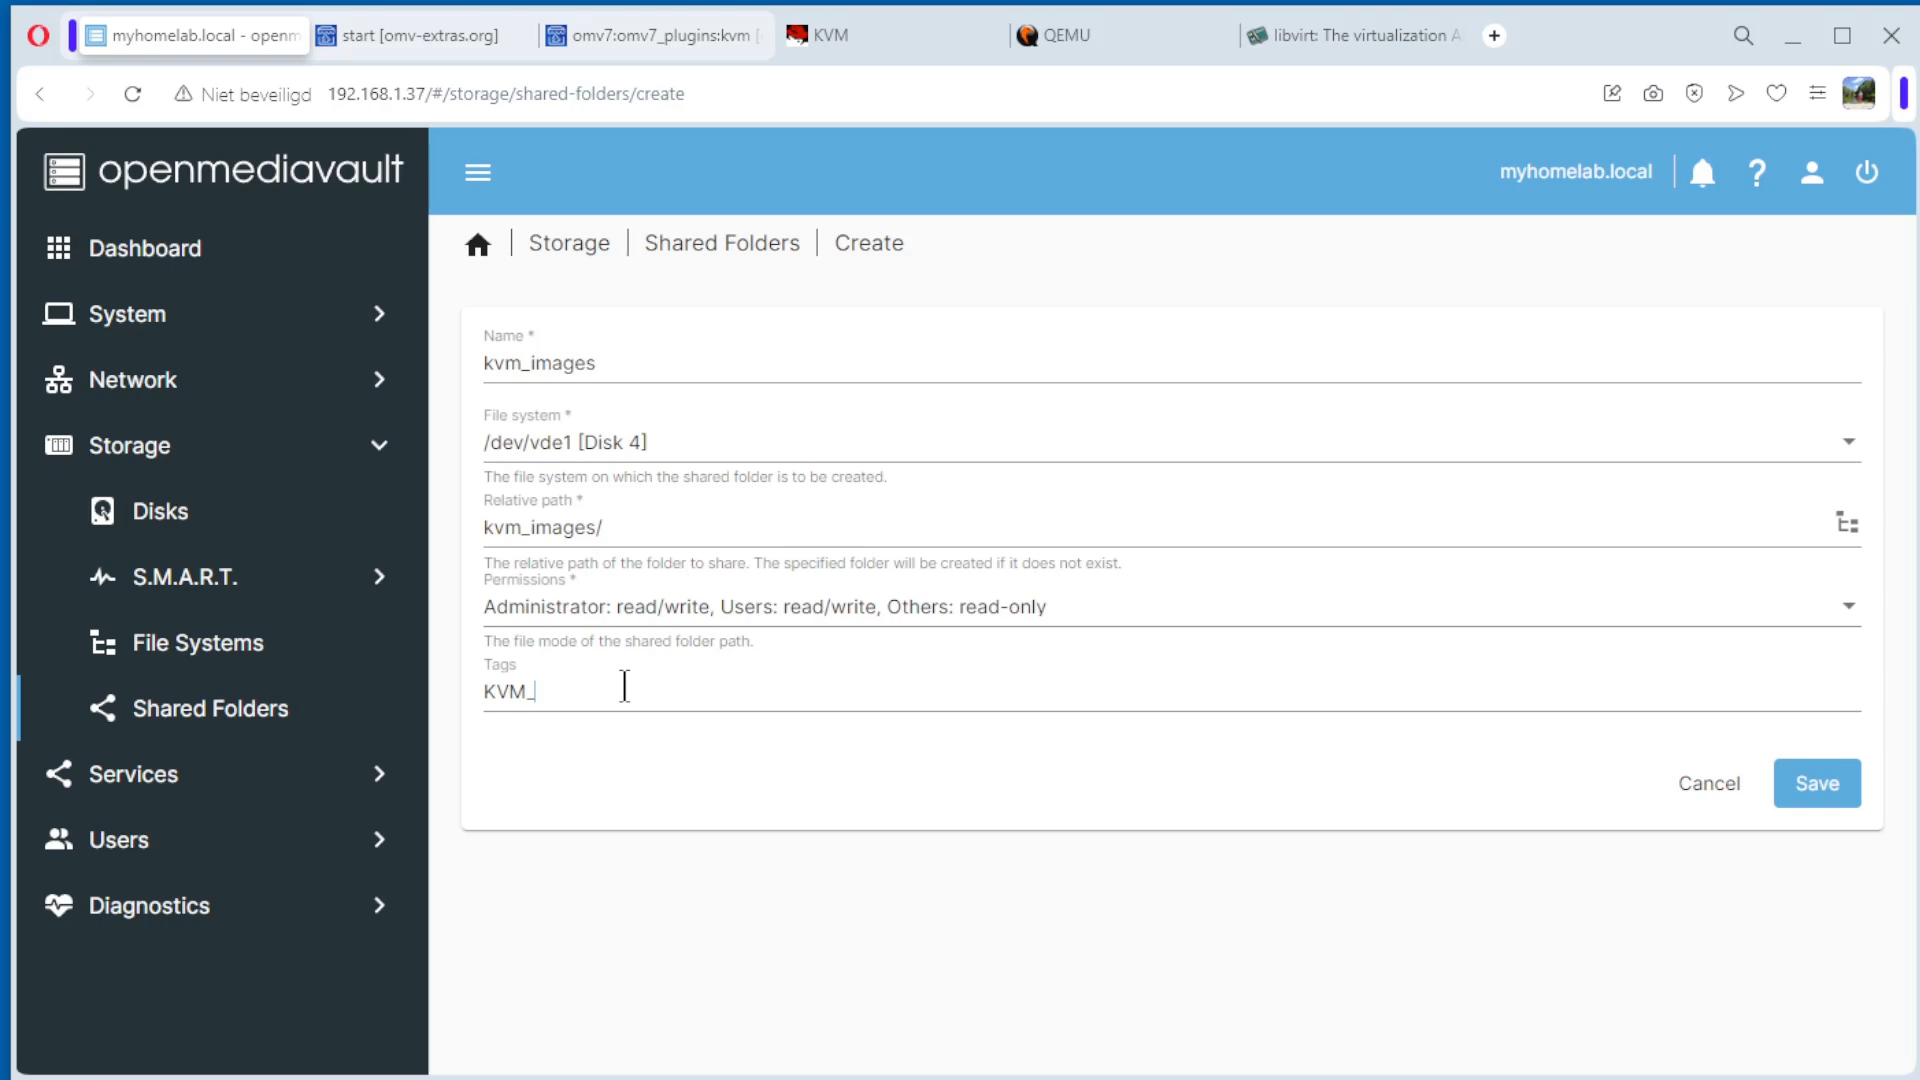 myhomelab.local - openm
start [omv-extras.org]
omv7:omv7_plugins:kvm [
KVM
QEMU
libvirt: The virtualization A
Niet beveiligd
192.168.1.37/#/storage/shared-folders/create
openmediavault
myhomelab.local
Dashboard
System
Network
Storage
Disks
S.M.A.R.T.
File Systems
Shared Folders
Services
Users
Diagnostics
Storage | Shared Folders | Create
Name *
kvm_images
File system *
/dev/vde1 [Disk 4]
The file system on which the shared folder is to be created.
Relative path *
kvm_images/
The relative path of the folder to share. The specified folder will be created if it does not exist.
Permissions *
Administrator: read/write, Users: read/write, Others: read-only
The file mode of the shared folder path.
Tags
KVM_
Cancel
Save